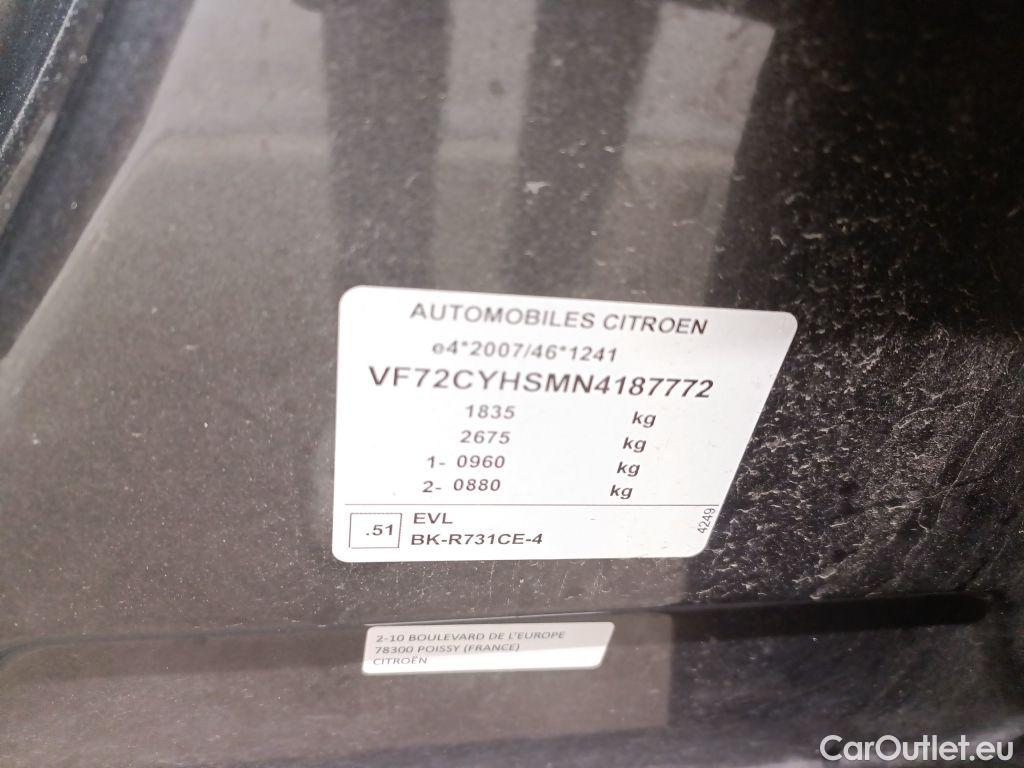 AUTOMOBILES CITROEN
e4*2007/46*1241
VF72CYHSMN4187772
1835 kg
2675 kg
1- 0960 kg
2- 0880 kg
.51 EVL
BK-R731CE-4
4249
2-10 BOULEVARD DE L'EUROPE
78300 POISSY (FRANCE)
CITROËN
CarOutlet.eu